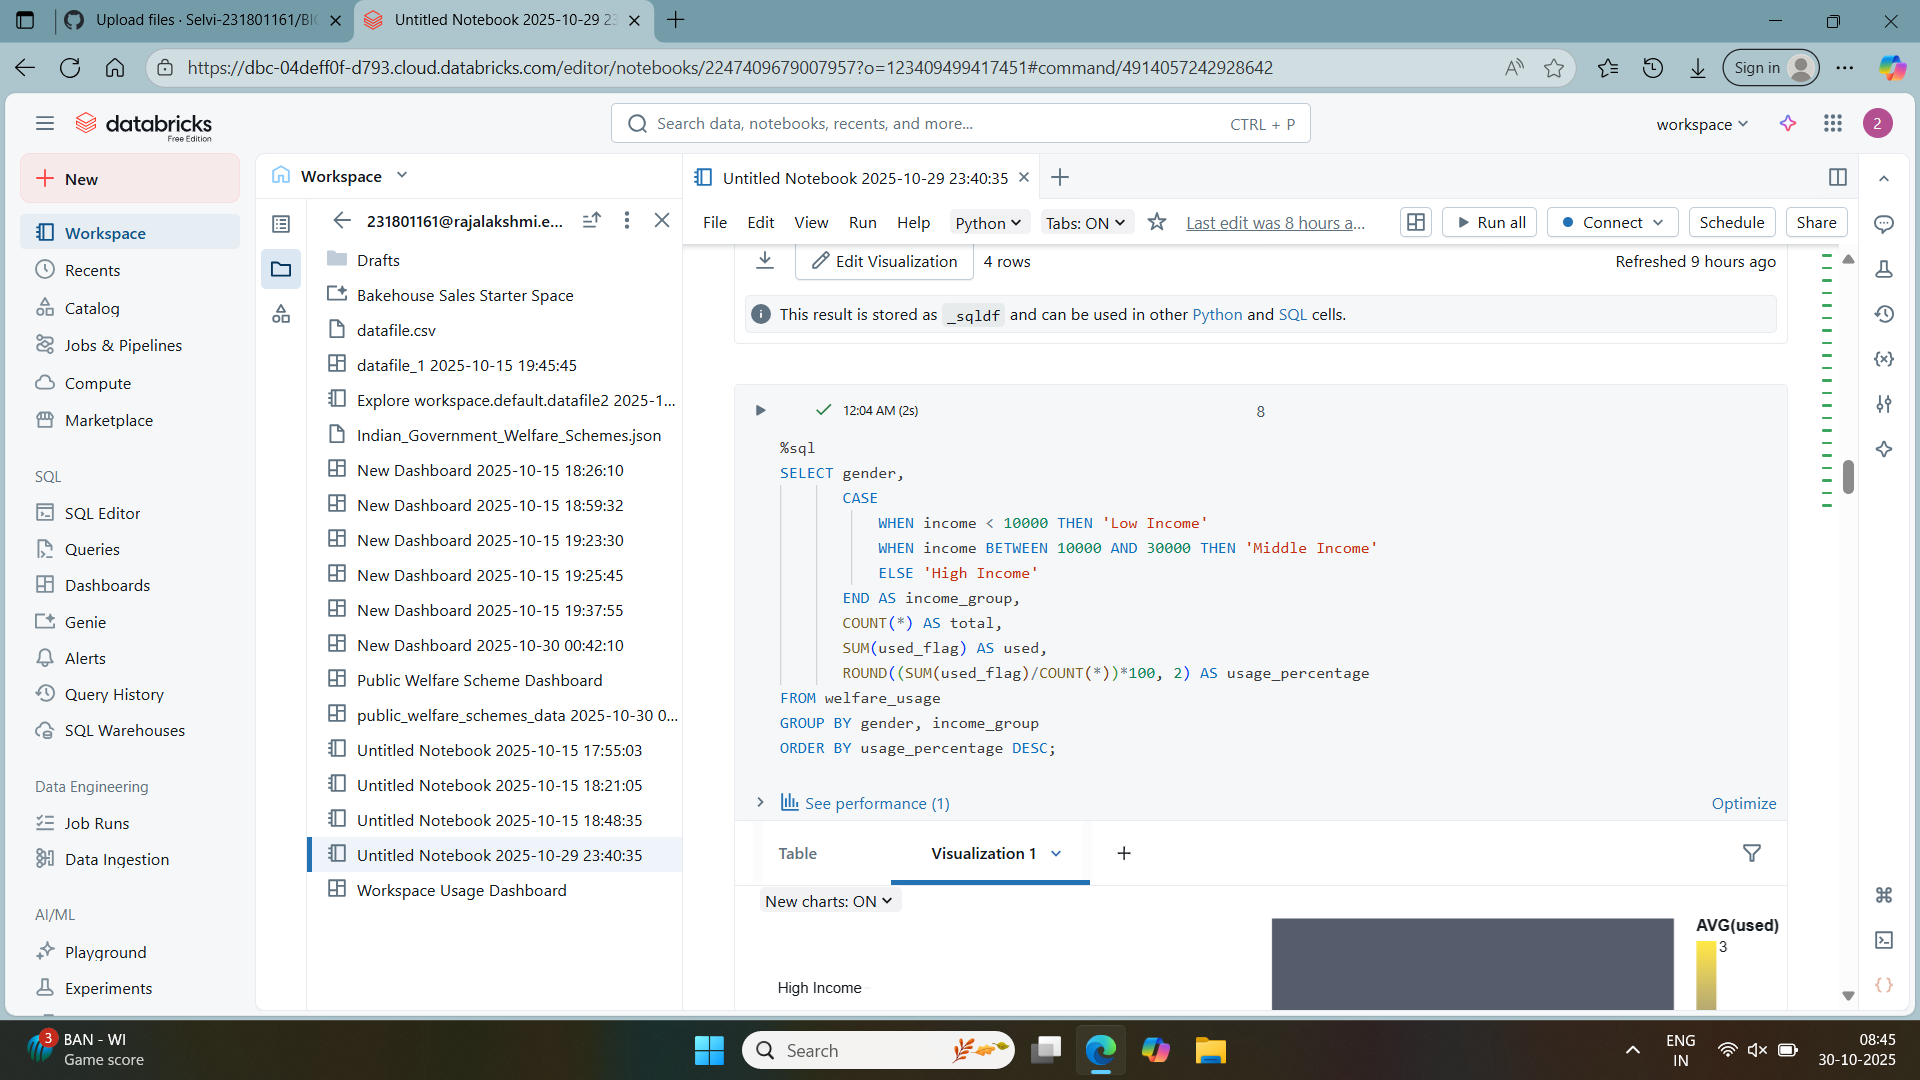 Upload files · Selvi-231801161/BI
Untitled Notebook 2025-10-29 23
https://dbc-04deff0f-d793.cloud.databricks.com/editor/notebooks/2247409679007957?o=123409499417451#command/4914057242928642
Sign in
databricks
Free Edition
Search data, notebooks, recents, and more...
CTRL + P
workspace
2
New
Workspace
Recents
Catalog
Jobs & Pipelines
Compute
Marketplace
SQL
SQL Editor
Queries
Dashboards
Genie
Alerts
Query History
SQL Warehouses
Data Engineering
Job Runs
Data Ingestion
AI/ML
Playground
Experiments
Workspace
231801161@rajalakshmi.e...
Drafts
Bakehouse Sales Starter Space
datafile.csv
datafile_1 2025-10-15 19:45:45
Explore workspace.default.datafile2 2025-1...
Indian_Government_Welfare_Schemes.json
New Dashboard 2025-10-15 18:26:10
New Dashboard 2025-10-15 18:59:32
New Dashboard 2025-10-15 19:23:30
New Dashboard 2025-10-15 19:25:45
New Dashboard 2025-10-15 19:37:55
New Dashboard 2025-10-30 00:42:10
Public Welfare Scheme Dashboard
public_welfare_schemes_data 2025-10-30 0...
Untitled Notebook 2025-10-15 17:55:03
Untitled Notebook 2025-10-15 18:21:05
Untitled Notebook 2025-10-15 18:48:35
Untitled Notebook 2025-10-29 23:40:35
Workspace Usage Dashboard
Untitled Notebook 2025-10-29 23:40:35
File Edit View Run Help Python Tabs: ON Last edit was 8 hours a... Run all Connect Schedule Share
Edit Visualization 4 rows Refreshed 9 hours ago
This result is stored as _sqldf and can be used in other Python and SQL cells.
12:04 AM (2s) 8
%sql
SELECT gender,
CASE
WHEN income < 10000 THEN 'Low Income'
WHEN income BETWEEN 10000 AND 30000 THEN 'Middle Income'
ELSE 'High Income'
END AS income_group,
COUNT(*) AS total,
SUM(used_flag) AS used,
ROUND((SUM(used_flag)/COUNT(*))*100, 2) AS usage_percentage
FROM welfare_usage
GROUP BY gender, income_group
ORDER BY usage_percentage DESC;
See performance (1) Optimize
Table Visualization 1
New charts: ON
AVG(used)
3
High Income
3
BAN - WI
Game score
Search
ENG
IN
08:45
30-10-2025